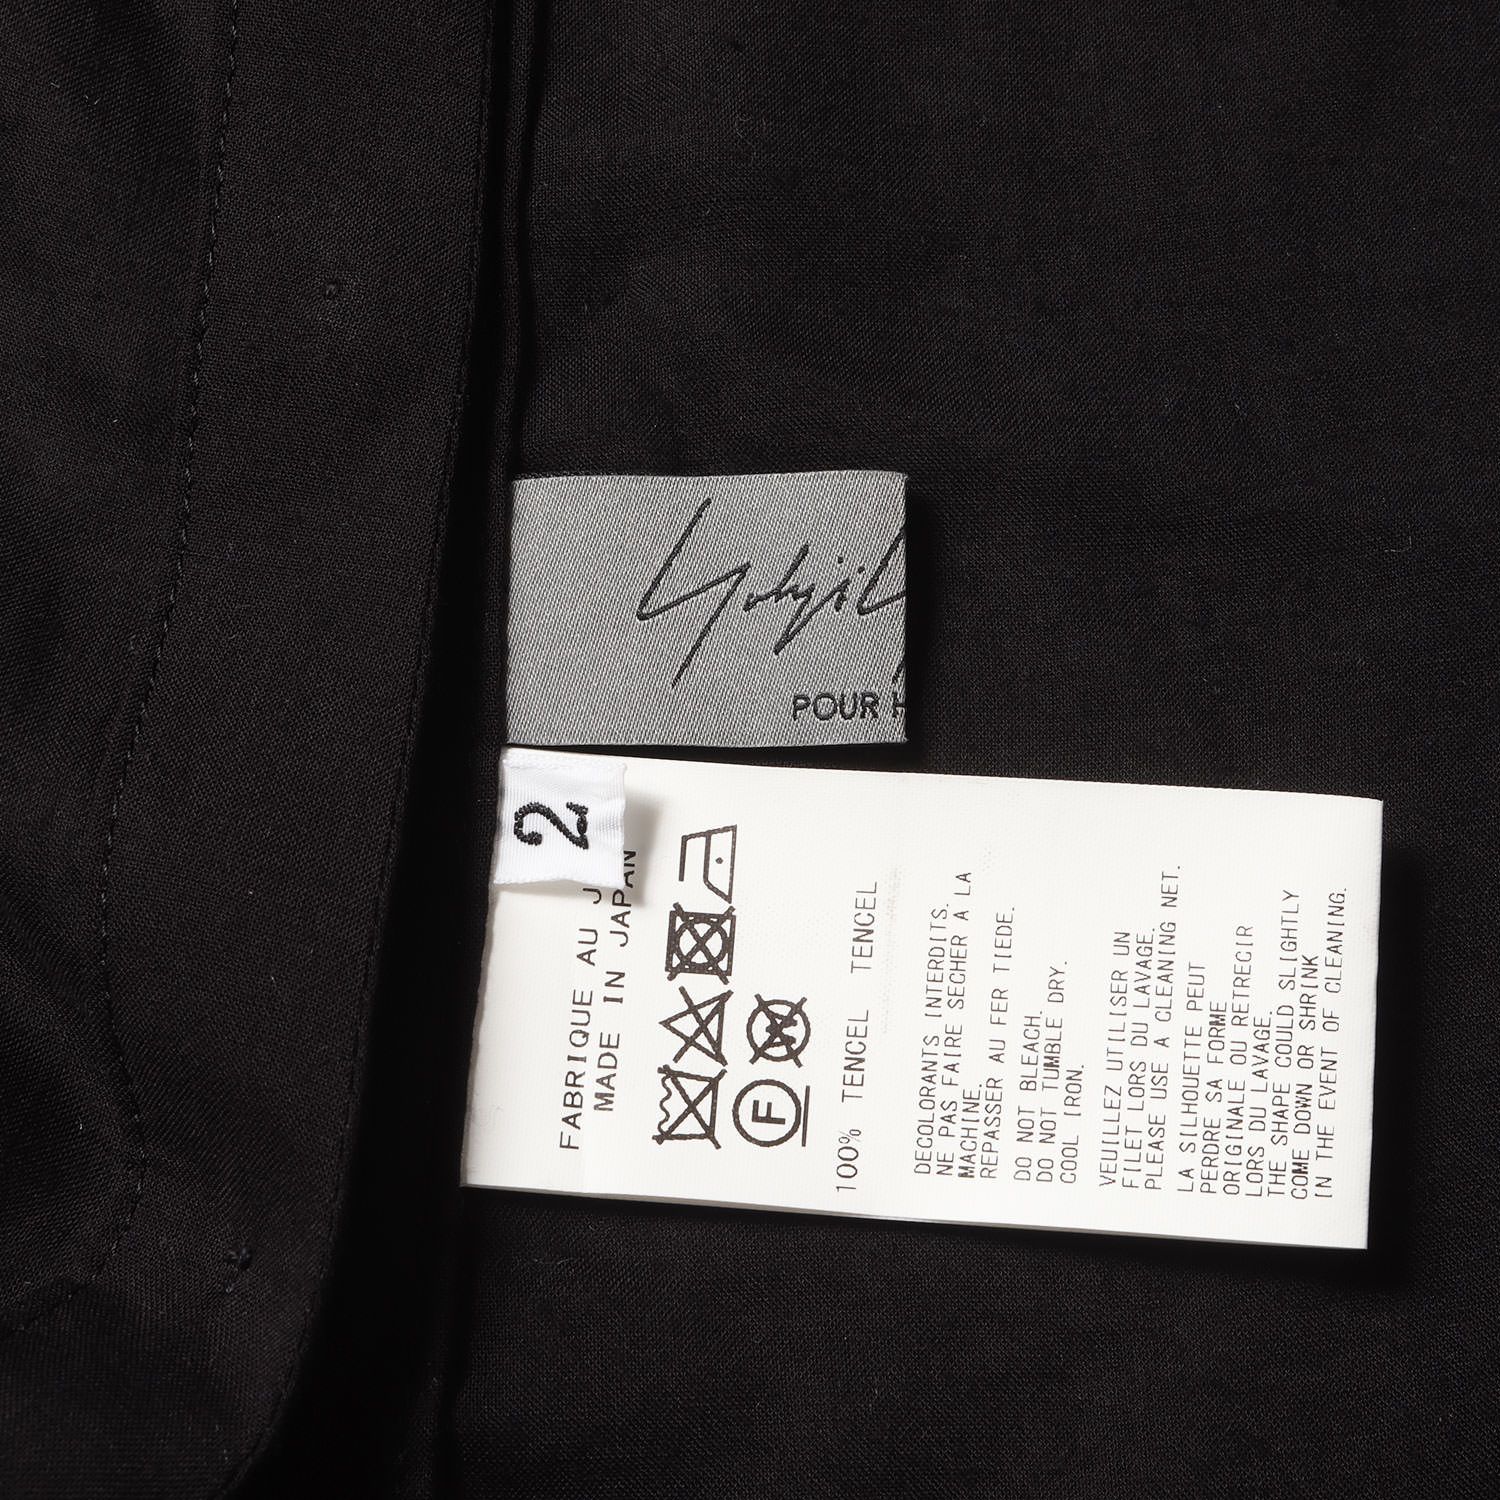 Yohji Y
POUR H
2
FABRIQUE AU J
MADE IN JAPAN
F
W
100% TENCEL TENCEL
DECOLORANTS INTERDITS.
NE PAS FAIRE SECHER A LA
MACHINE.
REPASSER AU FER TIEDE.
DO NOT BLEACH.
DO NOT TUMBLE DRY.
COOL IRON.
VEUILLEZ UTILISER UN
FILET LORS DU LAVAGE.
PLEASE USE A CLEANING NET.
LA SILHOUETTE PEUT
PERDRE SA FORME
ORIGINALE OU RETRECIR
LORS DU LAVAGE.
THE SHAPE COULD SLIGHTLY
COME DOWN OR SHRINK
IN THE EVENT OF CLEANING.